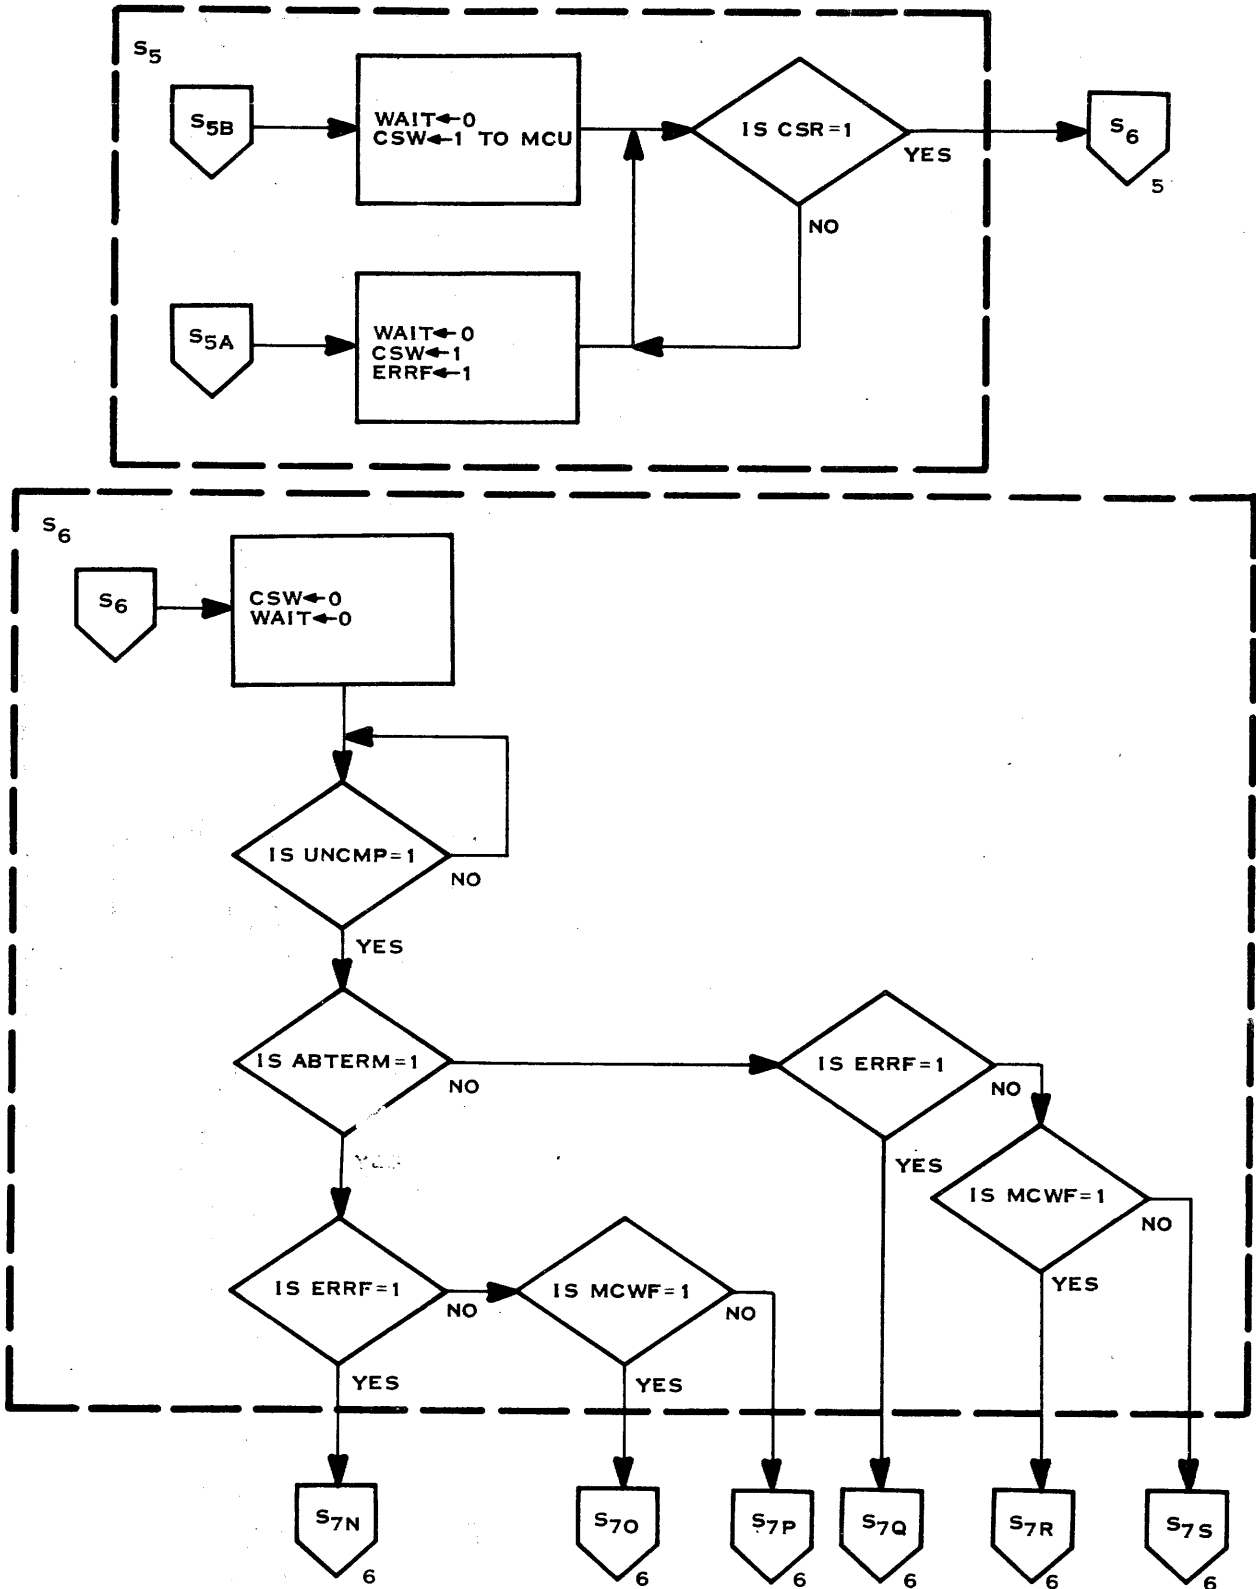 S5
S5B
WAIT←0
CSW←1 TO MCU
IS CSR=1
YES
S6
5
NO
S5A
WAIT←0
CSW←1
ERRF←1
S6
S6
CSW←0
WAIT←0
IS UNCMP=1
NO
YES
IS ABTERM=1
NO
IS ERRF=1
NO
YES
YES
IS MCWF=1
NO
YES
IS ERRF=1
NO
IS MCWF=1
NO
YES
YES
S7N
6
S7O
6
S7P
6
S7Q
6
S7R
6
S7S
6